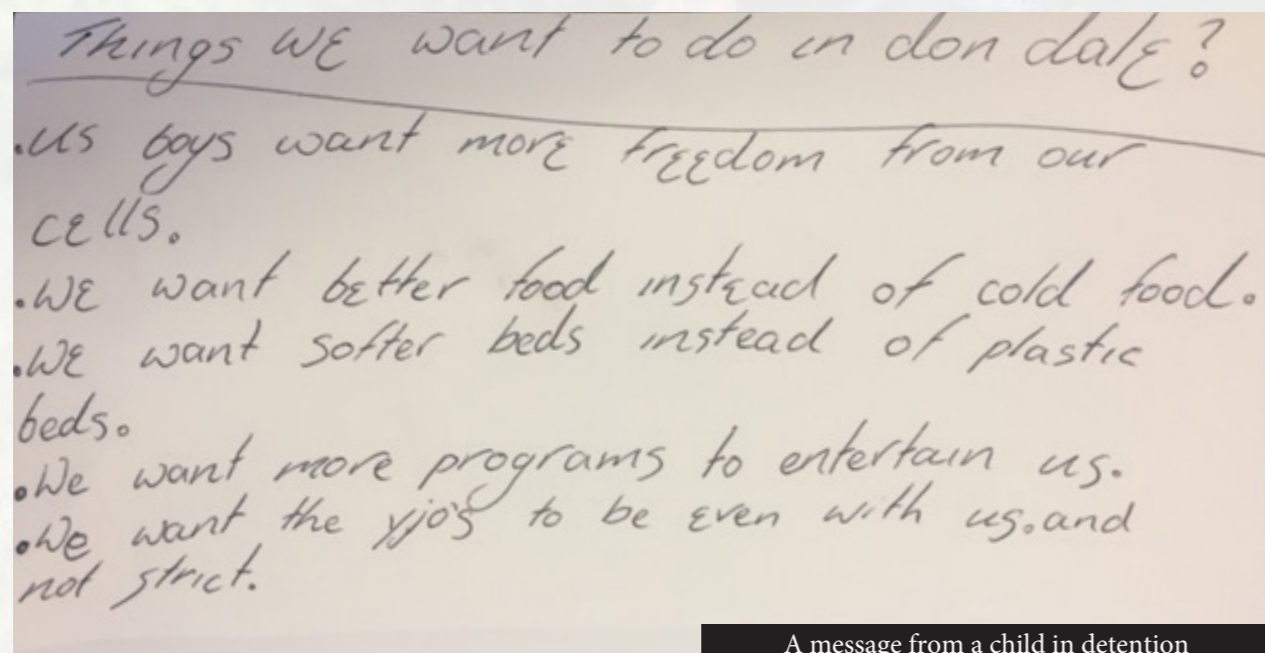 Things we want to do in don dale?
.us boys want more freedom from our
cells.
.we want better food instead of cold food.
.we want softer beds instead of plastic
beds.
.We want more programs to entertain us.
.We want the yjo's to be even with us.and
not strict.
A message from a child in detention